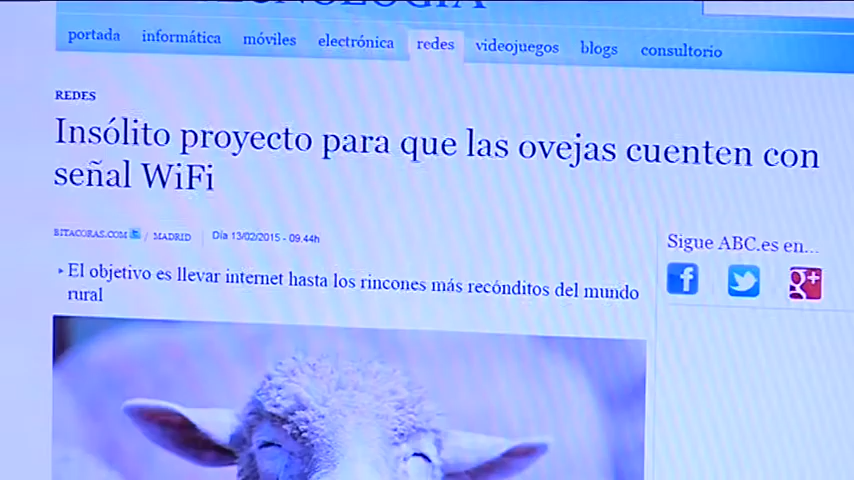 TECNOLOGÍA
portada informática móviles electrónica redes videojuegos blogs consultorio
REDES
Insólito proyecto para que las ovejas cuenten con
señal WiFi
BITACORAS.COM / MADRID Día 13/02/2015 - 09.44h
El objetivo es llevar internet hasta los rincones más recónditos del mundo
rural
Sigue ABC.es en...
f
g+